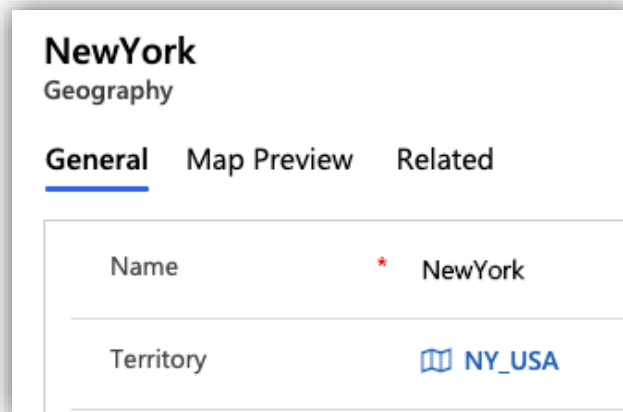 NewYork
Geography
General Map Preview Related
Name * NewYork
Territory NY_USA